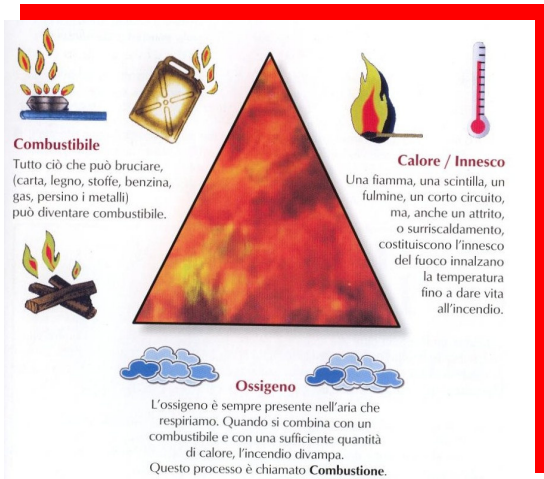 Combustibile
Tutto ciò che può bruciare,
(carta, legno, stoffe, benzina,
gas, persino i metalli)
può diventare combustibile.
Calore / Innesco
Una fiamma, una scintilla, un
fulmine, un corto circuito,
ma, anche un attrito,
o surriscaldamento,
costituiscono l'innesco
del fuoco innalzano
la temperatura
fino a dare vita
all'incendio.
Ossigeno
L'ossigeno è sempre presente nell'aria che
respiriamo. Quando si combina con un
combustibile e con una sufficiente quantità
di calore, l'incendio divampa.
Questo processo è chiamato Combustione.